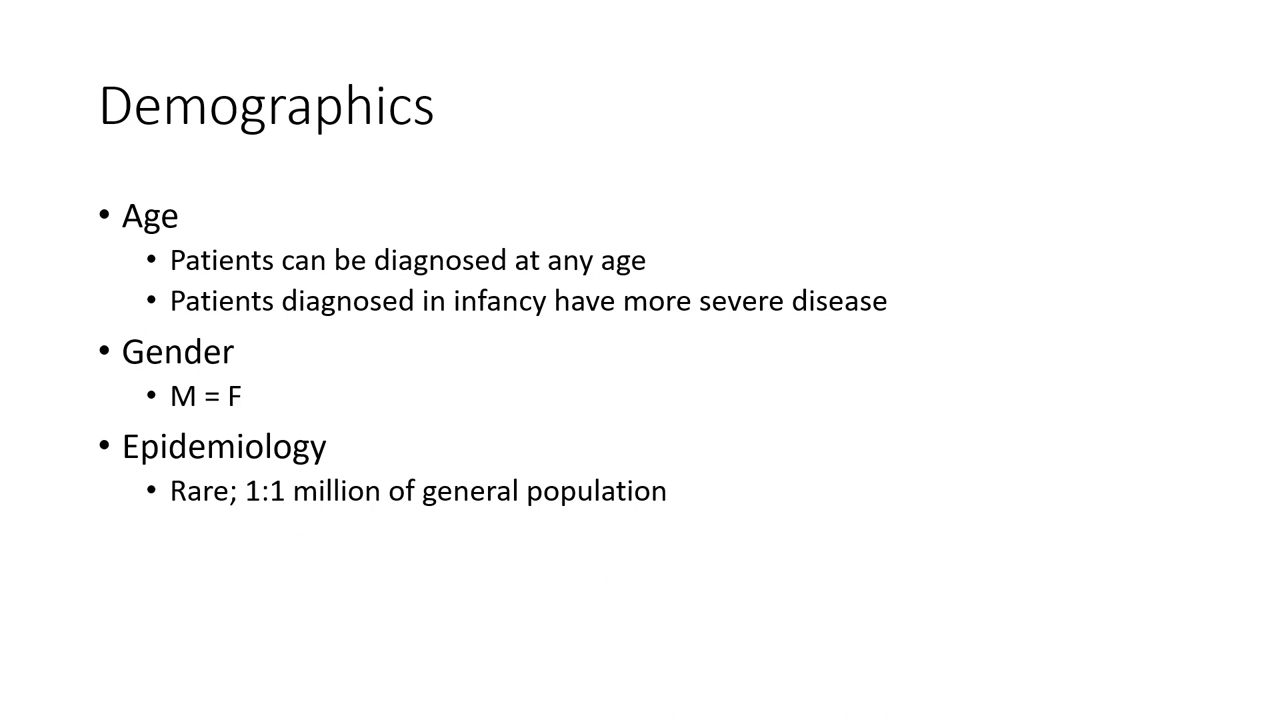 Demographics
• Age
• Patients can be diagnosed at any age
• Patients diagnosed in infancy have more severe disease
• Gender
• M = F
• Epidemiology
• Rare; 1:1 million of general population